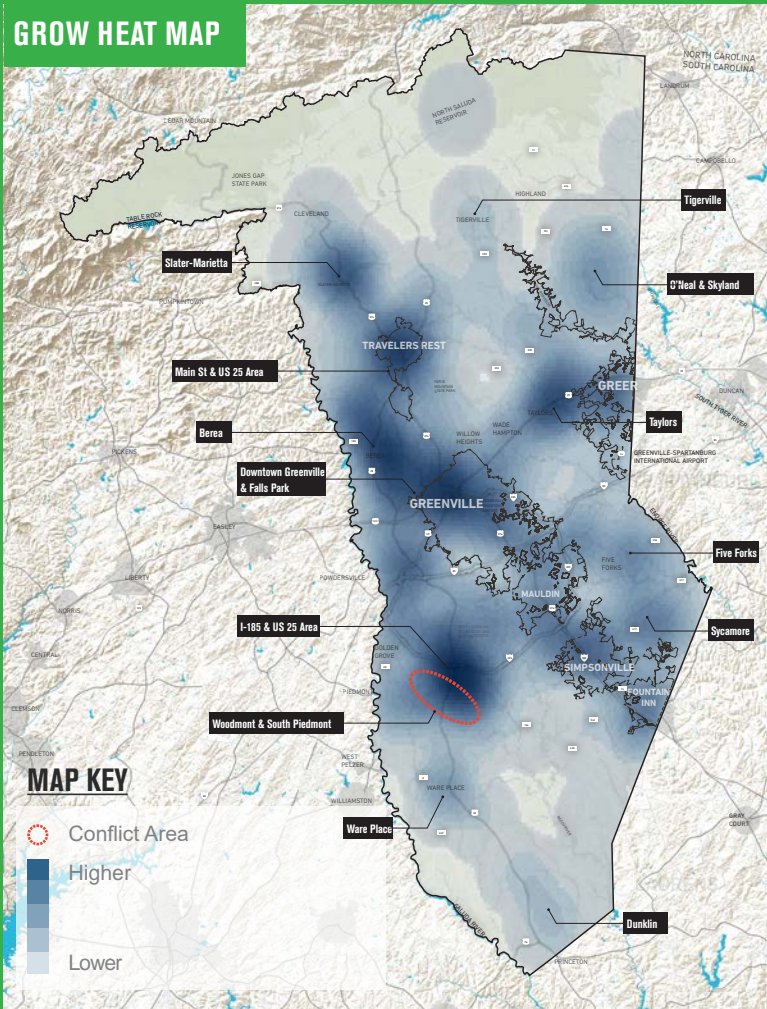 GROW HEAT MAP
NORTH CAROLINA
SOUTH CAROLINA
LANDRUM
NORTH SALUDA
RESERVOIR
CEDAR MOUNTAIN
CAMPOBELLO
JONES GAP
STATE PARK
HIGHLAND
Tigerville
CLEVELAND
TIGERVILLE
TABLE ROCK
RESERVOIR
Slater-Marietta
O'Neal & Skyland
PUMPKINTOWN
TRAVELERS REST
Main St & US 25 Area
GREER
DUNCAN
SOUTH TYGER RIVER
TAYLORS
Taylors
WADE
HAMPTON
Berea
WILLOW
HEIGHTS
PICKENS
GREENVILLE-SPARTANBURG
INTERNATIONAL AIRPORT
Downtown Greenville
& Falls Park
GREENVILLE
EASLEY
Five Forks
FIVE
FORKS
LIBERTY
POWDERSVILLE
MAULDIN
NORRIS
I-185 & US 25 Area
Sycamore
GOLDEN
GROVE
CENTRAL
SIMPSONVILLE
PIEDMONT
FOUNTAIN
INN
CLEMSON
Woodmont & South Piedmont
PENDLETON
WEST
PELZER
MAP KEY
WARE PLACE
WILLIAMSTON
GRAY
COURT
Ware Place
Conflict Area
Higher
SALUDA RIVER
Dunklin
Lower
PRINCETON